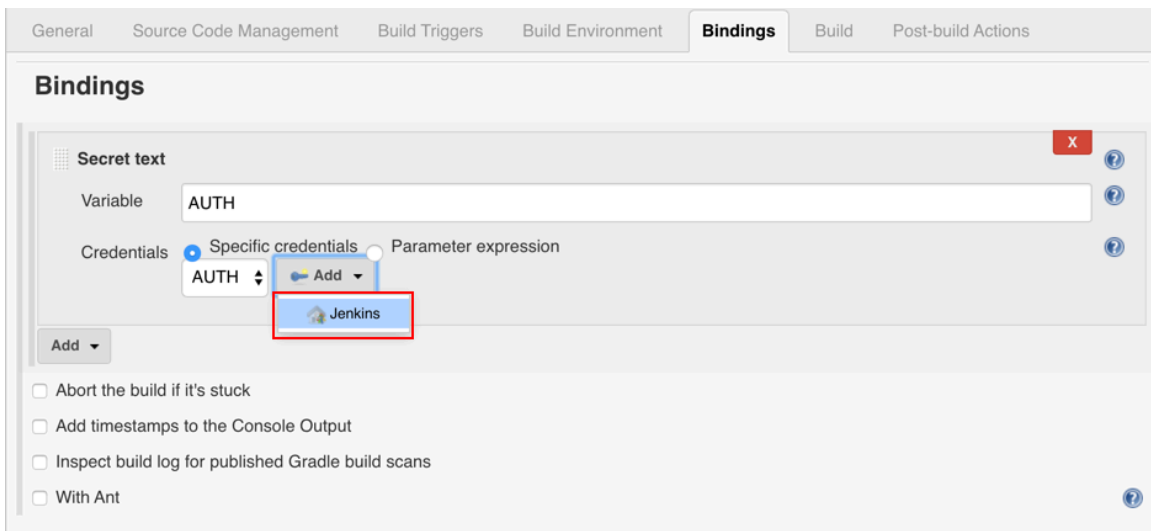 General Source Code Management Build Triggers Build Environment Bindings Build Post-build Actions
Bindings
X
Secret text
?
Variable AUTH ?
Credentials Specific credentials Parameter expression ?
AUTH Add
Jenkins
Add
Abort the build if it's stuck
Add timestamps to the Console Output
Inspect build log for published Gradle build scans
With Ant ?